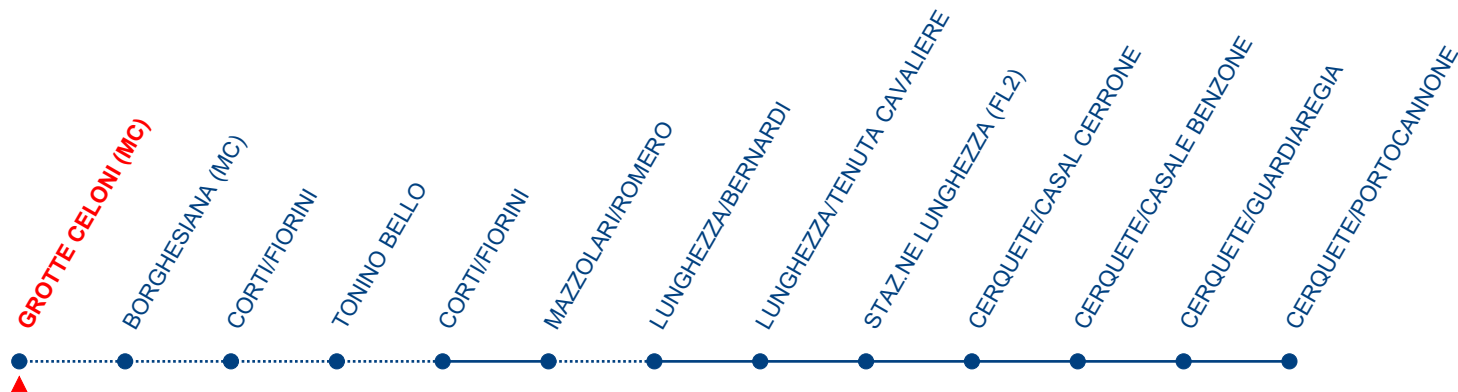 GROTTE CELONI (MC)
BORGHESIANA (MC)
CORTI/FIORINI
TONINO BELLO
CORTI/FIORINI
MAZZOLARI/ROMERO
LUNGHEZZA/BERNARDI
LUNGHEZZA/TENUTA CAVALIERE
STAZ.NE LUNGHEZZA (FL2)
CERQUETE/CASAL CERRONE
CERQUETE/CASALE BENZONE
CERQUETE/GUARDIAREGIA
CERQUETE/PORTOCANNONE